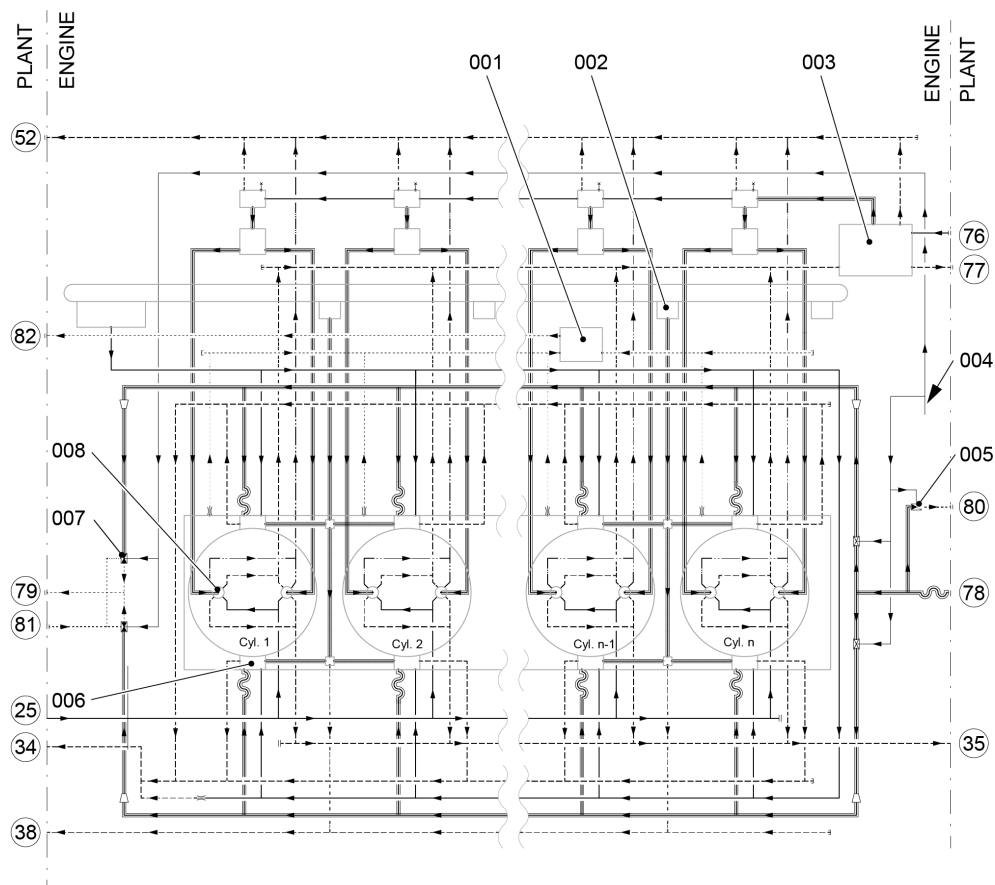 PLANT
ENGINE
001
002
003
ENGINE
PLANT
52
76
77
82
004
008
005
007
80
79
78
81
Cyl. 1
Cyl. 2
Cyl. n-1
Cyl. n
006
25
34
35
38